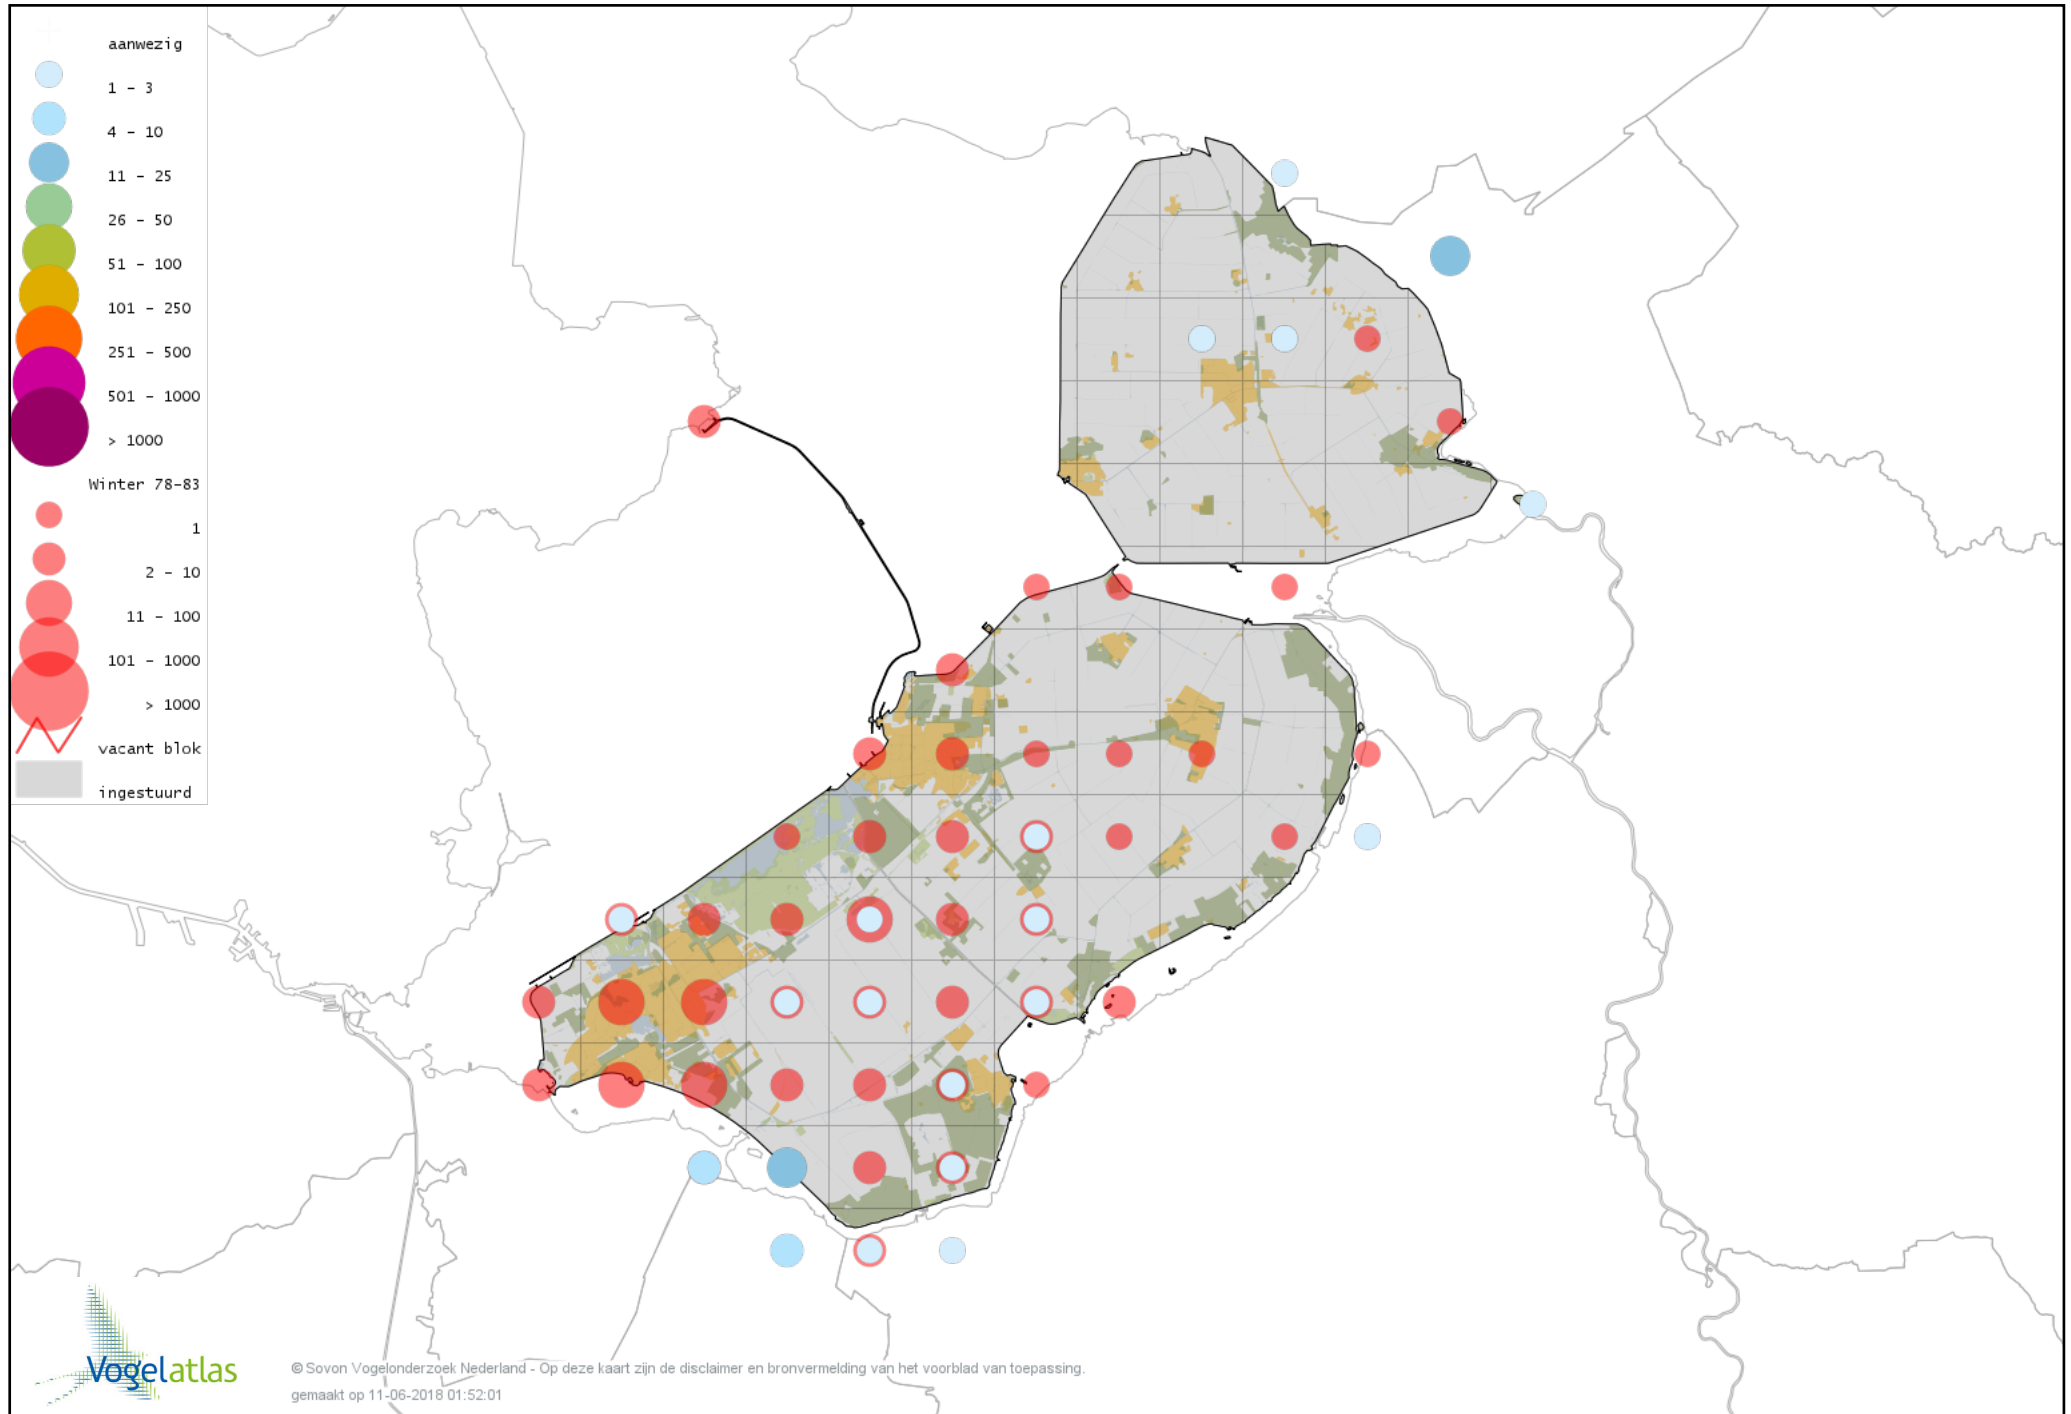 aanwezig
1 - 3
4 - 10
11 - 25
26 - 50
51 - 100
101 - 250
251 - 500
501 - 1000
> 1000
Winter 78-83
1
2 - 10
11 - 100
101 - 1000
> 1000
vacant blok
ingestuurd
Vogelatlas
© Sovon Vogelonderzoek Nederland - Op deze kaart zijn de disclaimer en bronvermelding van het voorblad van toepassing.
gemaakt op 11-06-2018 01:52:01